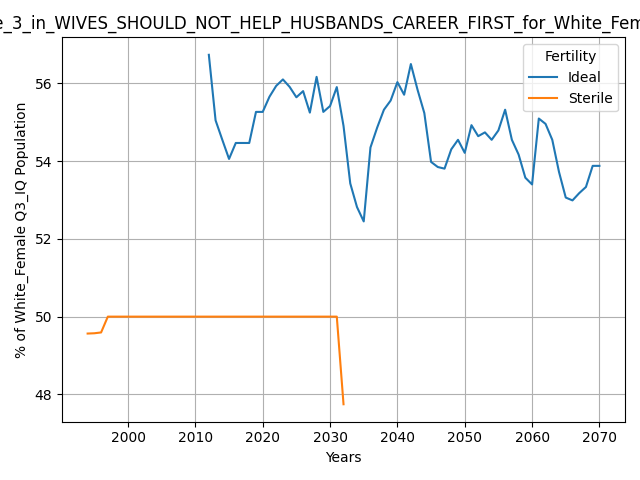 e_3_in_WIVES_SHOULD_NOT_HELP_HUSBANDS_CAREER_FIRST_for_White_Fem
Fertility
Ideal
Sterile
% of White_Female Q3_IQ Population
56
54
52
50
48
2000
2010
2020
2030
2040
2050
2060
2070
Years